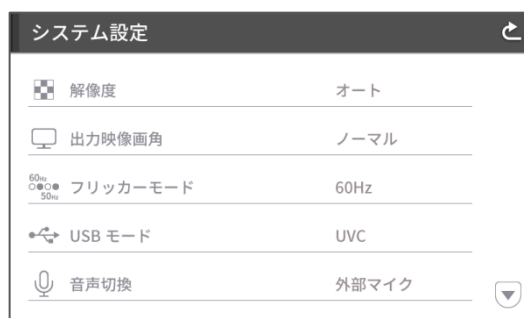 システム設定
解像度 オート
出力映像画角 ノーマル
60Hz
フリッカーモード 60Hz
50Hz
USB モード UVC
音声切換 外部マイク